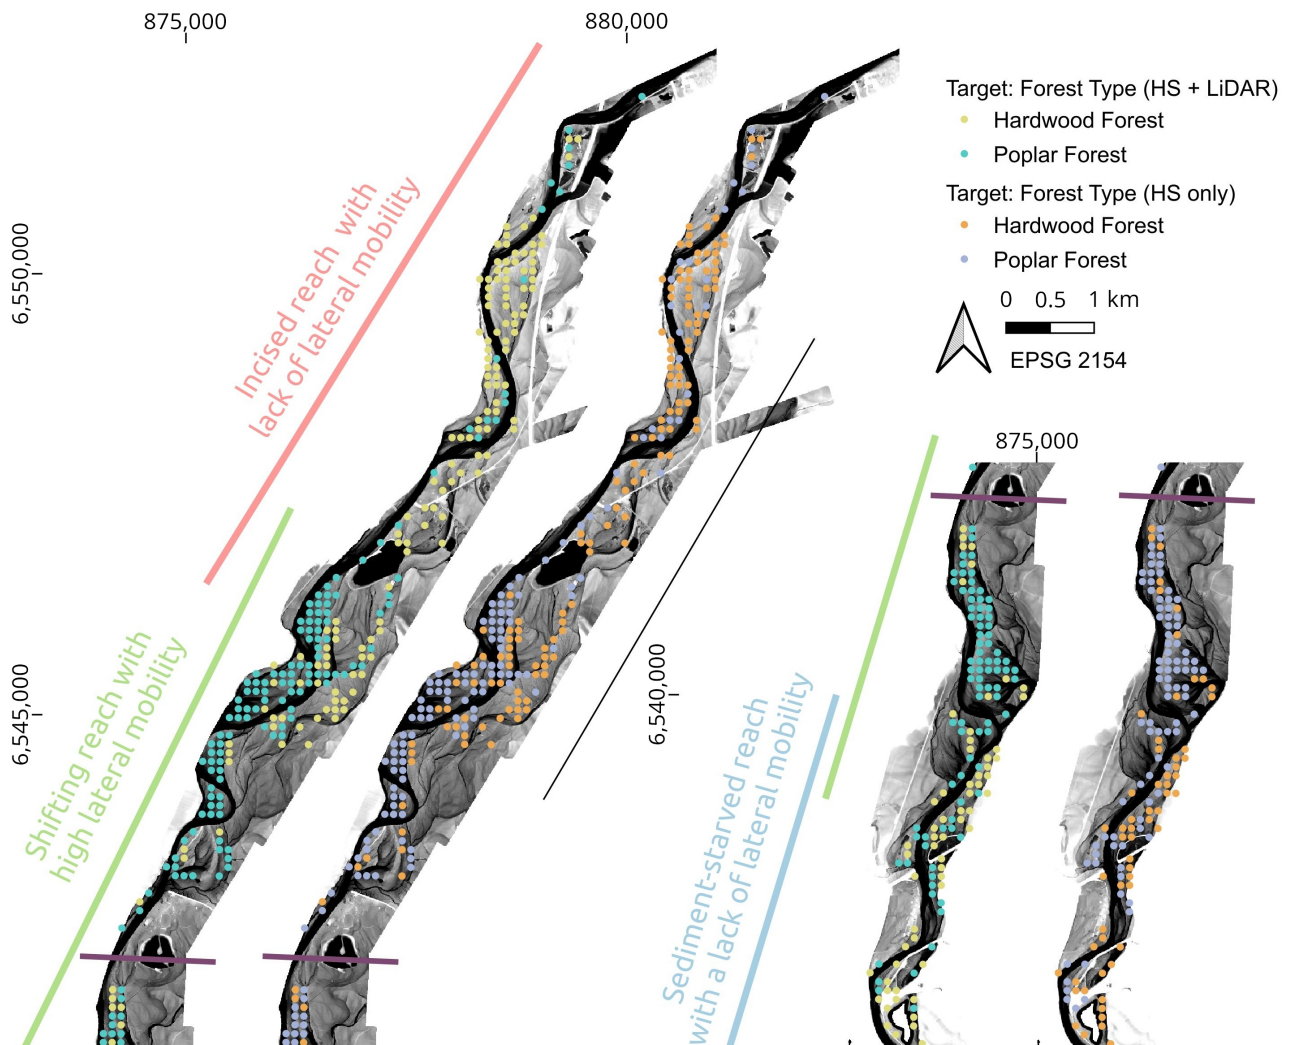 875,000
880,000
Target: Forest Type (HS + LiDAR)
Hardwood Forest
Poplar Forest
Target: Forest Type (HS only)
Hardwood Forest
Poplar Forest
0 0.5 1 km
EPSG 2154
6,550,000
Incised reach with
lack of lateral mobility
875,000
6,545,000
Shifting reach with
high lateral mobility
6,540,000
Sediment-starved reach
with a lack of lateral mobility